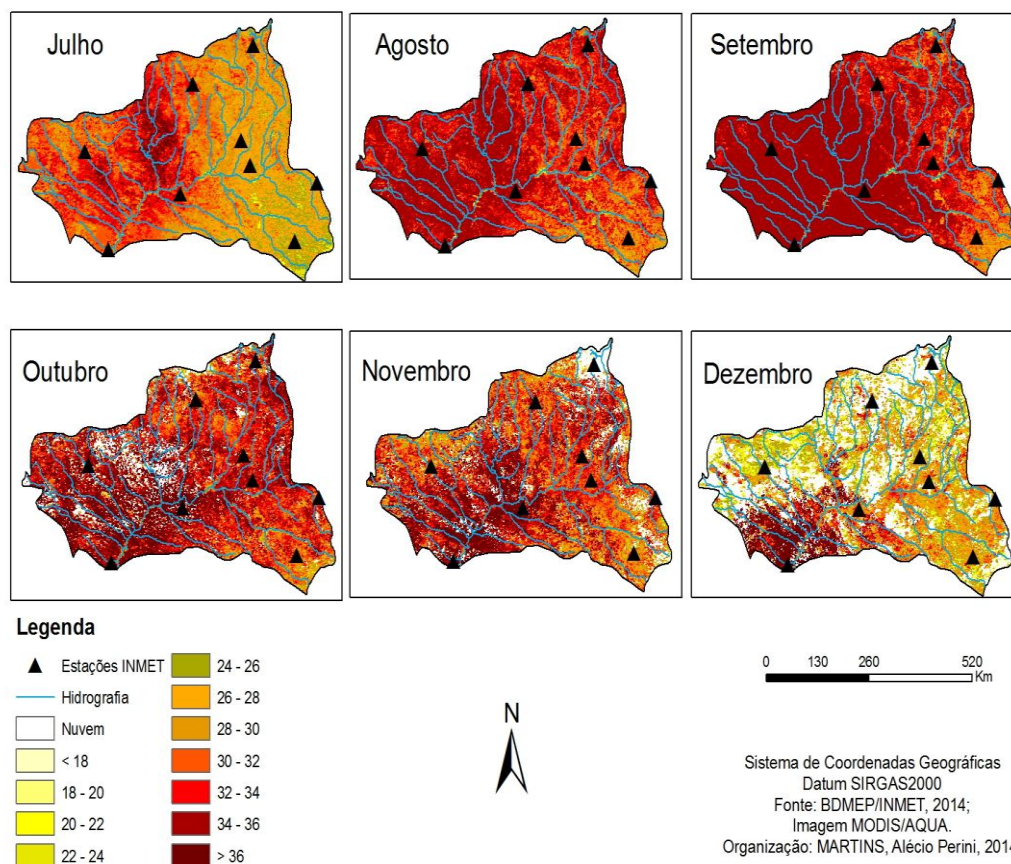 Julho
Agosto
Setembro
Outubro
Novembro
Dezembro
Legenda
Estações INMET
Hidrografia
Nuvem
< 18
18 - 20
20 - 22
22 - 24
24 - 26
26 - 28
28 - 30
30 - 32
32 - 34
34 - 36
> 36
N
0 130 260 520
Km
Sistema de Coordenadas Geográficas
Datum SIRGAS2000
Fonte: BDMEP/INMET, 2014;
Imagem MODIS/AQUA.
Organização: MARTINS, Alécio Perini, 2014